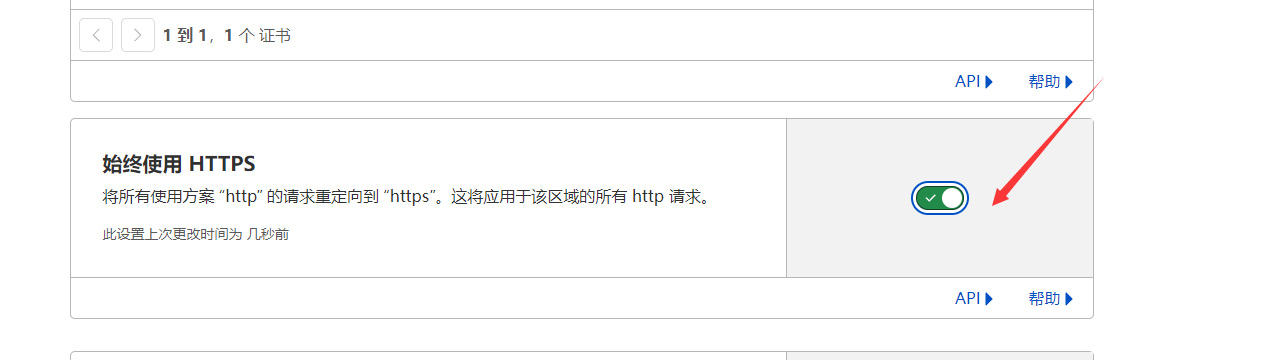 1 到 1，1 个 证书
API 帮助
始终使用 HTTPS
将所有使用方案 “http” 的请求重定向到 “https”。这将应用于该区域的所有 http 请求。
此设置上次更改时间为 几秒前
API 帮助